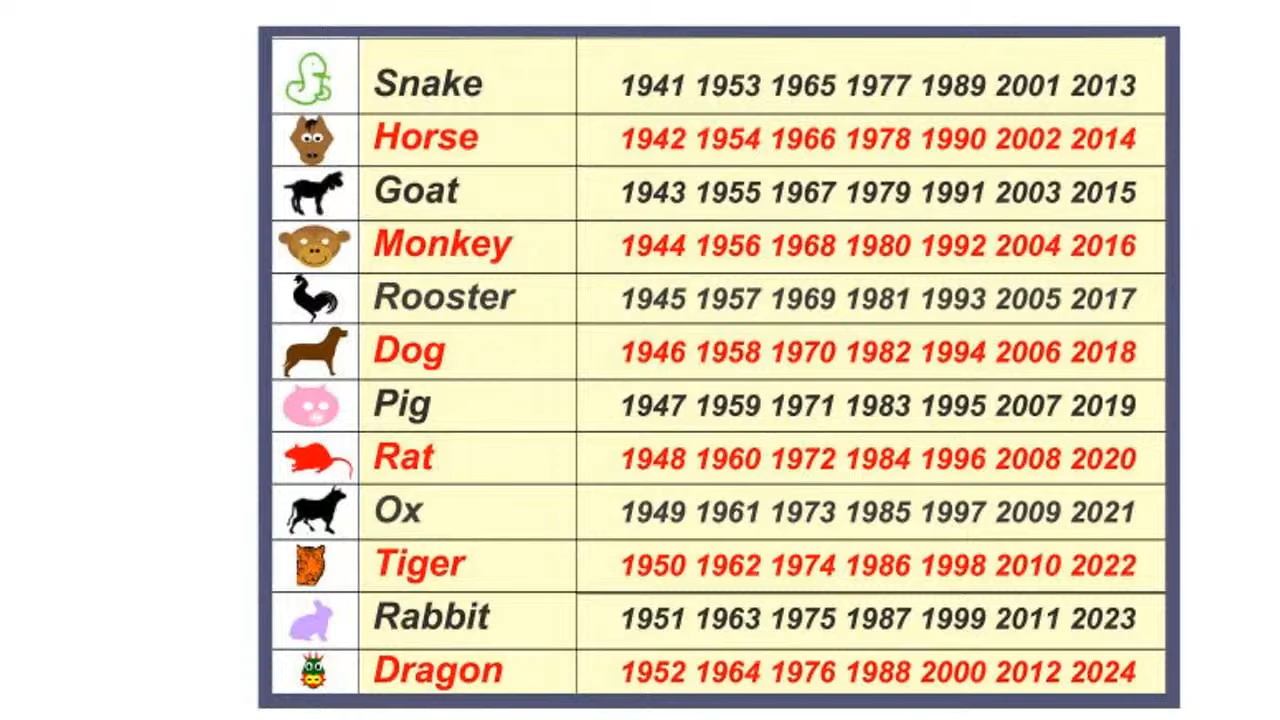 Snake 1941 1953 1965 1977 1989 2001 2013
Horse 1942 1954 1966 1978 1990 2002 2014
Goat 1943 1955 1967 1979 1991 2003 2015
Monkey 1944 1956 1968 1980 1992 2004 2016
Rooster 1945 1957 1969 1981 1993 2005 2017
Dog 1946 1958 1970 1982 1994 2006 2018
Pig 1947 1959 1971 1983 1995 2007 2019
Rat 1948 1960 1972 1984 1996 2008 2020
Ox 1949 1961 1973 1985 1997 2009 2021
Tiger 1950 1962 1974 1986 1998 2010 2022
Rabbit 1951 1963 1975 1987 1999 2011 2023
Dragon 1952 1964 1976 1988 2000 2012 2024